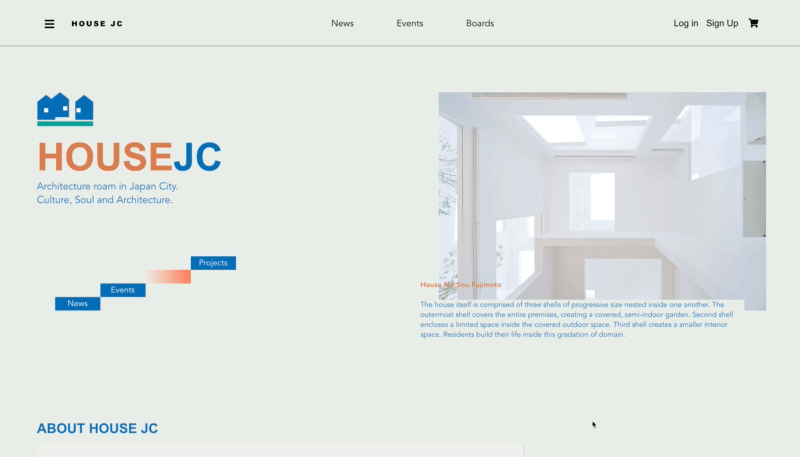 HOUSE JC
News
Events
Boards
Log in
Sign Up
HOUSEJC
Architecture roam in Japan City.
Culture, Soul and Architecture.
Projects
Events
News
House N / Sou Fujimoto
The house itself is comprised of three shells of progressive size nested inside one another. The
outermost shell covers the entire premises, creating a covered, semi-indoor garden. Second shell
encloses a limited space inside the covered outdoor space. Third shell creates a smaller interior
space. Residents build their life inside this gradation of domain.
ABOUT HOUSE JC